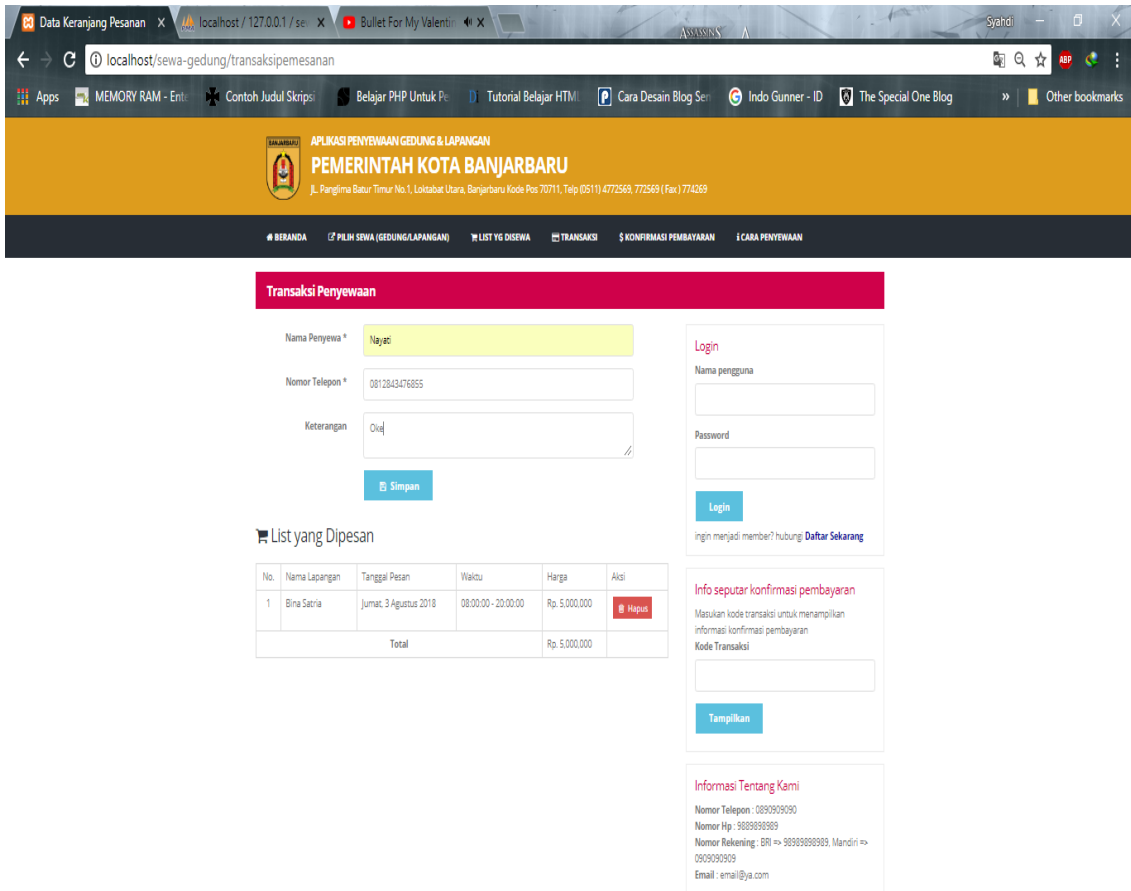 Data Keranjang Pesanan
localhost / 127.0.0.1 / se
Bullet For My Valentin
ASSASSINS
Syahdi
localhost/sewa-gedung/transaksipemesanan
ABP
Apps
MEMORY RAM - Ente
Contoh Judul Skripsi
Belajar PHP Untuk Pe
Tutorial Belajar HTML
Cara Desain Blog Sen
Indo Gunner - ID
The Special One Blog
»
Other bookmarks
BANJARBARU
APLIKASI PENYEWAAN GEDUNG & LAPANGAN
PEMERINTAH KOTA BANJARBARU
JL. Panglima Batur Timur No.1, Loktabat Utara, Banjarbaru Kode Pos 70711, Telp (0511) 4772569, 772569 ( Fax ) 774269
BERANDA
PILIH SEWA (GEDUNG/LAPANGAN)
LIST YG DISEWA
TRANSAKSI
$ KONFIRMASI PEMBAYARAN
i CARA PENYEWAAN
Transaksi Penyewaan
Nama Penyewa *
Nayati
Nomor Telepon *
0812843476855
Keterangan
Oke
Simpan
List yang Dipesan
No. Nama Lapangan Tanggal Pesan Waktu Harga Aksi
1 Bina Satria Jumat, 3 Agustus 2018 08:00:00 - 20:00:00 Rp. 5,000,000 Hapus
Total Rp. 5,000,000
Login
Nama pengguna
Password
Login
ingin menjadi member? hubungi Daftar Sekarang
Info seputar konfirmasi pembayaran
Masukan kode transaksi untuk menampilkan
informasi konfirmasi pembayaran
Kode Transaksi
Tampilkan
Informasi Tentang Kami
Nomor Telepon : 0890909090
Nomor Hp : 9889898989
Nomor Rekening : BRI => 98989898989, Mandiri =>
0909090909
Email : email@ya.com